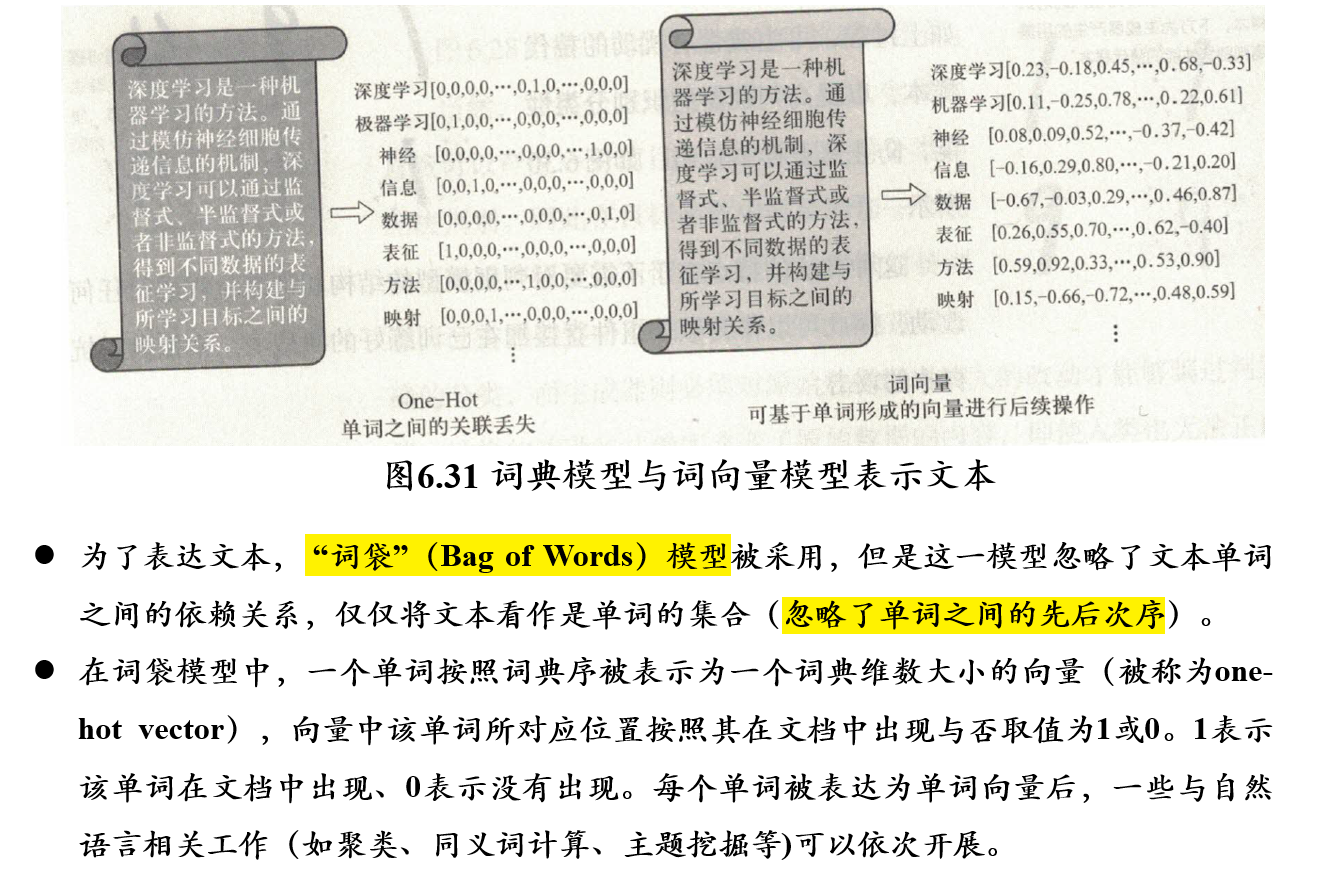 深度学习是一种机
器学习的方法。通
过模仿神经细胞传
递信息的机制，深
度学习可以通过监
督式、半监督式或
者非监督式的方法，
得到不同数据的表
征学习，并构建与
所学习目标之间的
映射关系。
深度学习[0,0,0,0,…,0,1,0,…,0,0,0]
极器学习[0,1,0,0,…,0,0,0,…,0,0,0]
神经 [0,0,0,0,…,0,0,0,…,1,0,0]
信息 [0,0,1,0,…,0,0,0,…,0,0,0]
数据 [0,0,0,0,…,0,0,0,…,0,1,0]
表征 [1,0,0,0,…,0,0,0,…,0,0,0]
方法 [0,0,0,0,…,1,0,0,…,0,0,0]
映射 [0,0,0,1,…,0,0,0,…,0,0,0]
⋮
One-Hot
单词之间的关联丢失
深度学习是一种机
器学习的方法。通
过模仿神经细胞传
递信息的机制，深
度学习可以通过监
督式、半监督式或
者非监督式的方法，
得到不同数据的表
征学习，并构建与
所学习目标之间的
映射关系。
深度学习[0.23,-0.18,0.45,…,0.68,-0.33]
机器学习[0.11,-0.25,0.78,…,0.22,0.61]
神经 [0.08,0.09,0.52,…,-0.37,-0.42]
信息 [-0.16,0.29,0.80,…,-0.21,0.20]
数据 [-0.67,-0.03,0.29,…,0.46,0.87]
表征 [0.26,0.55,0.70,…,0.62,-0.40]
方法 [0.59,0.92,0.33,…,0.53,0.90]
映射 [0.15,-0.66,-0.72,…,0.48,0.59]
⋮
词向量
可基于单词形成的向量进行后续操作
图6.31 词典模型与词向量模型表示文本
● 为了表达文本，“词袋”（Bag of Words）模型被采用，但是这一模型忽略了文本单词
之间的依赖关系，仅仅将文本看作是单词的集合（忽略了单词之间的先后次序）。
● 在词袋模型中，一个单词按照词典序被表示为一个词典维数大小的向量（被称为one-
hot vector），向量中该单词所对应位置按照其在文档中出现与否取值为1或0。1表示
该单词在文档中出现、0表示没有出现。每个单词被表达为单词向量后，一些与自然
语言相关工作（如聚类、同义词计算、主题挖掘等)可以依次开展。